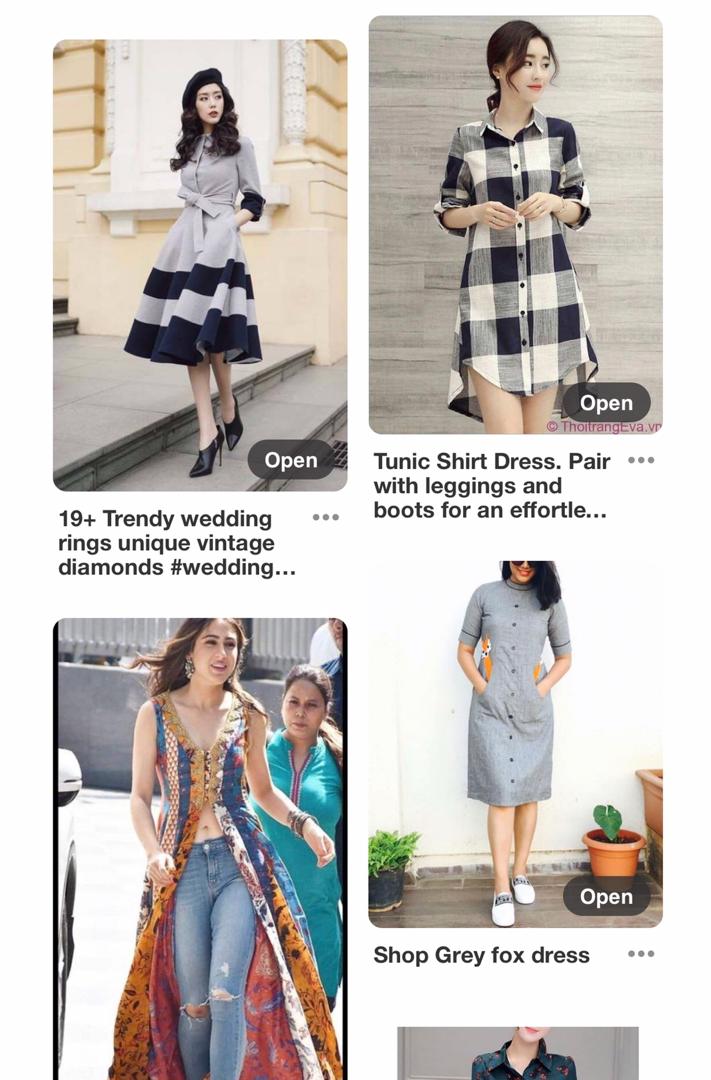 Open
19+ Trendy wedding
rings unique vintage
diamonds #wedding...
Open
© ThoitrangEva.vn
Tunic Shirt Dress. Pair
with leggings and
boots for an effortle...
Open
Shop Grey fox dress